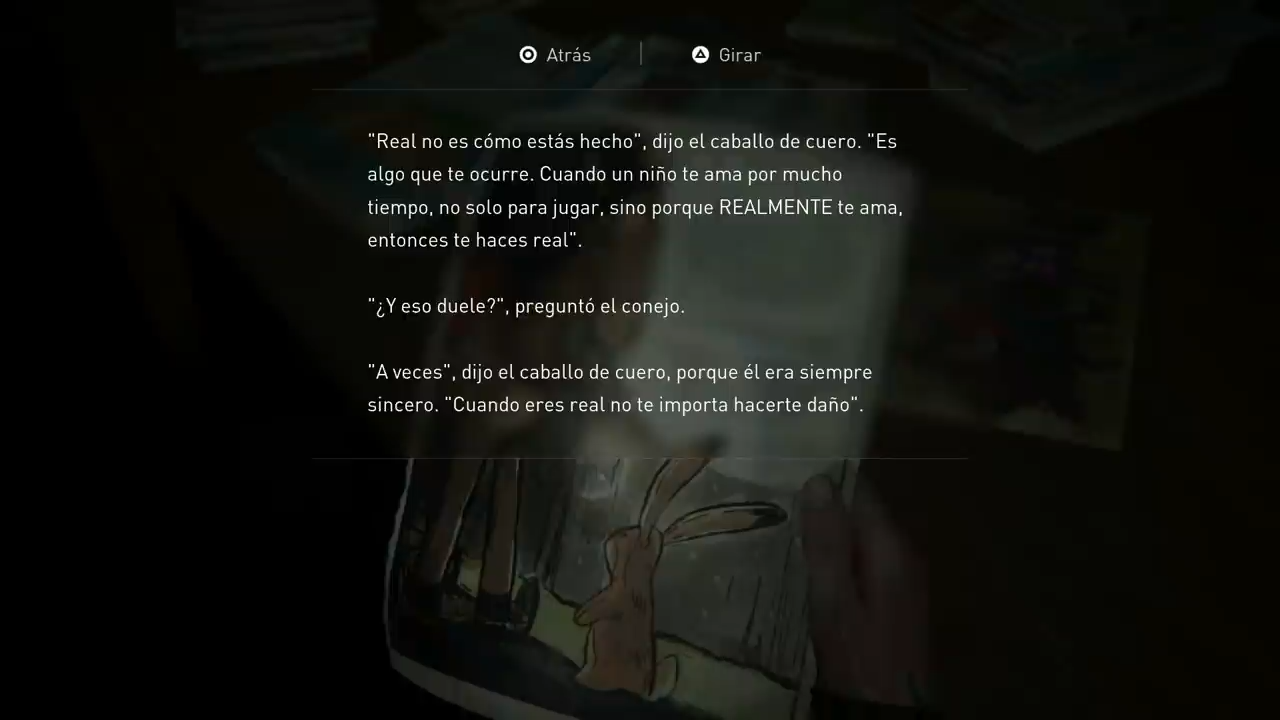 Atrás | Girar
"Real no es cómo estás hecho", dijo el caballo de cuero. "Es
algo que te ocurre. Cuando un niño te ama por mucho
tiempo, no solo para jugar, sino porque REALMENTE te ama,
entonces te haces real".
"¿Y eso duele?", preguntó el conejo.
"A veces", dijo el caballo de cuero, porque él era siempre
sincero. "Cuando eres real no te importa hacerte daño".